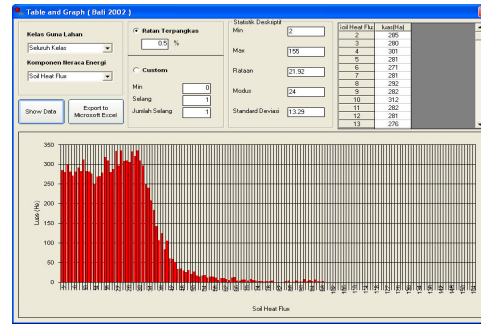 Table and Graph ( Bali 2002 )
Kelas Guna Lahan
Seluruh Kelas
Komponen Neraca Energi
Soil Heat Flux
Show Data
Export to
Microsoft Excel
Ratan Terpangkas
0.5 %
Custom
Min 0
Selang 1
Jumlah Selang 1
Statistik Deskriptif
Min 2
Max 155
Rataan 21.92
Modus 24
Standard Deviasi 13.29
Soil Heat Flux luas(Ha)
2 285
3 280
4 301
5 281
6 271
7 281
8 292
9 282
10 312
11 282
12 281
13 276
350
300
250
200
150
100
50
0
Luas (Ha)
Soil Heat Flux